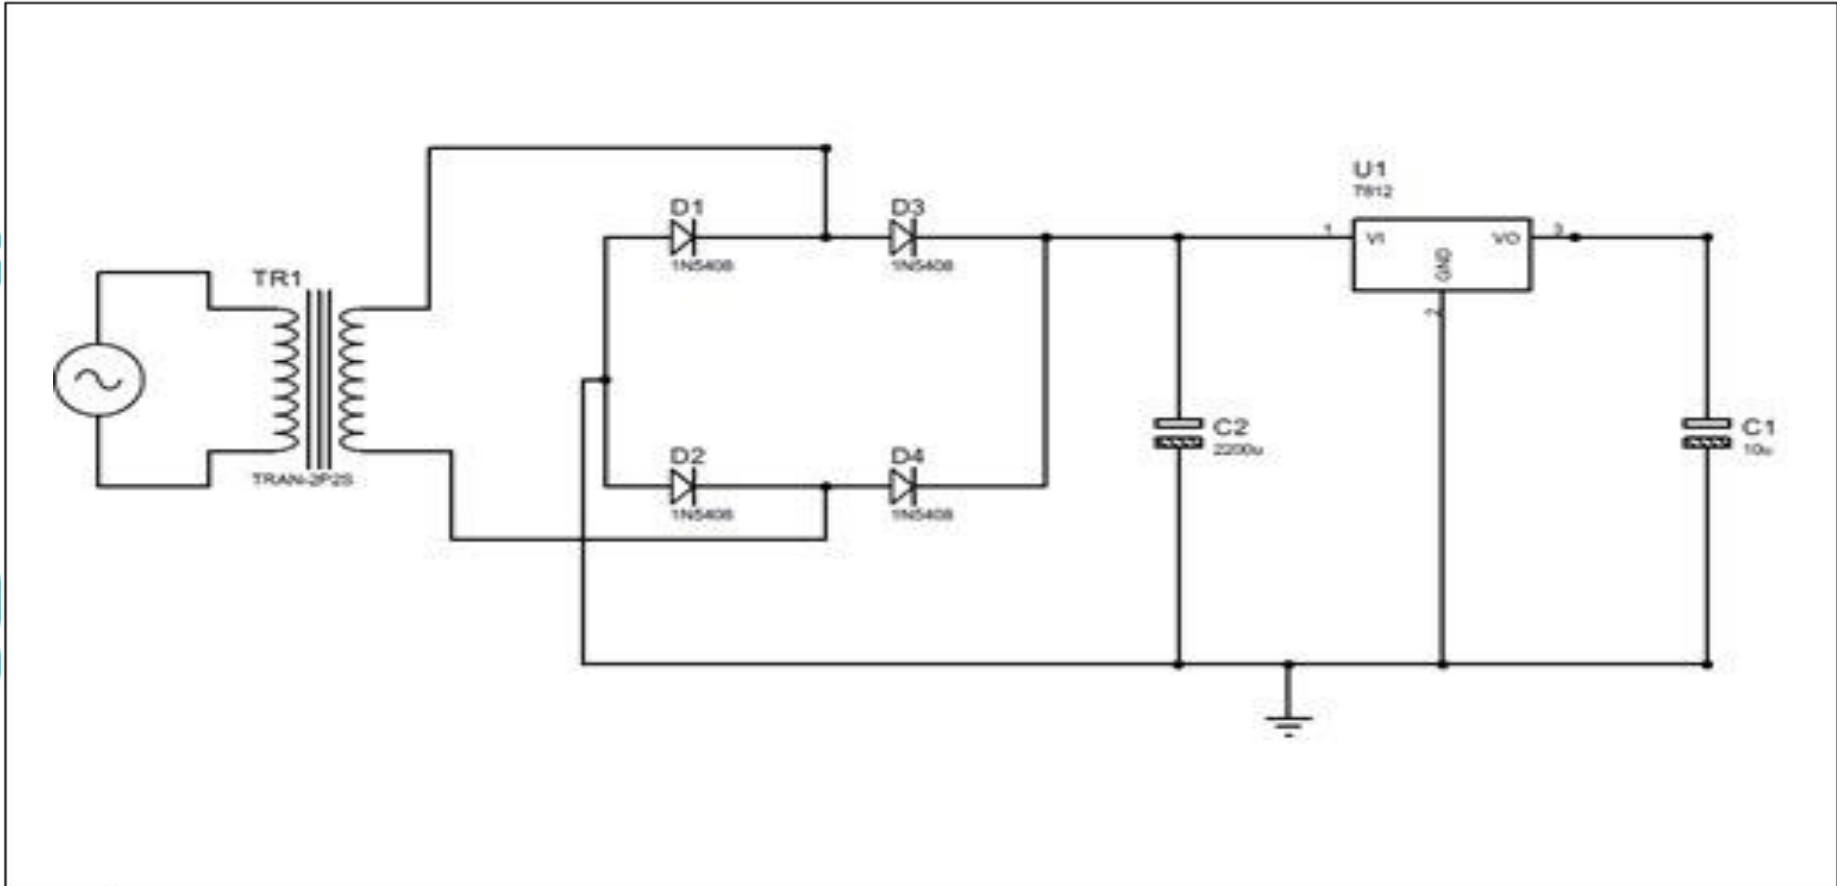 TR1
TRAN-2P2S
D1
1N5408
D3
1N5408
D2
1N5408
D4
1N5408
C2
2200u
U1
7812
1
VI
VO
3
GND
2
C1
10u